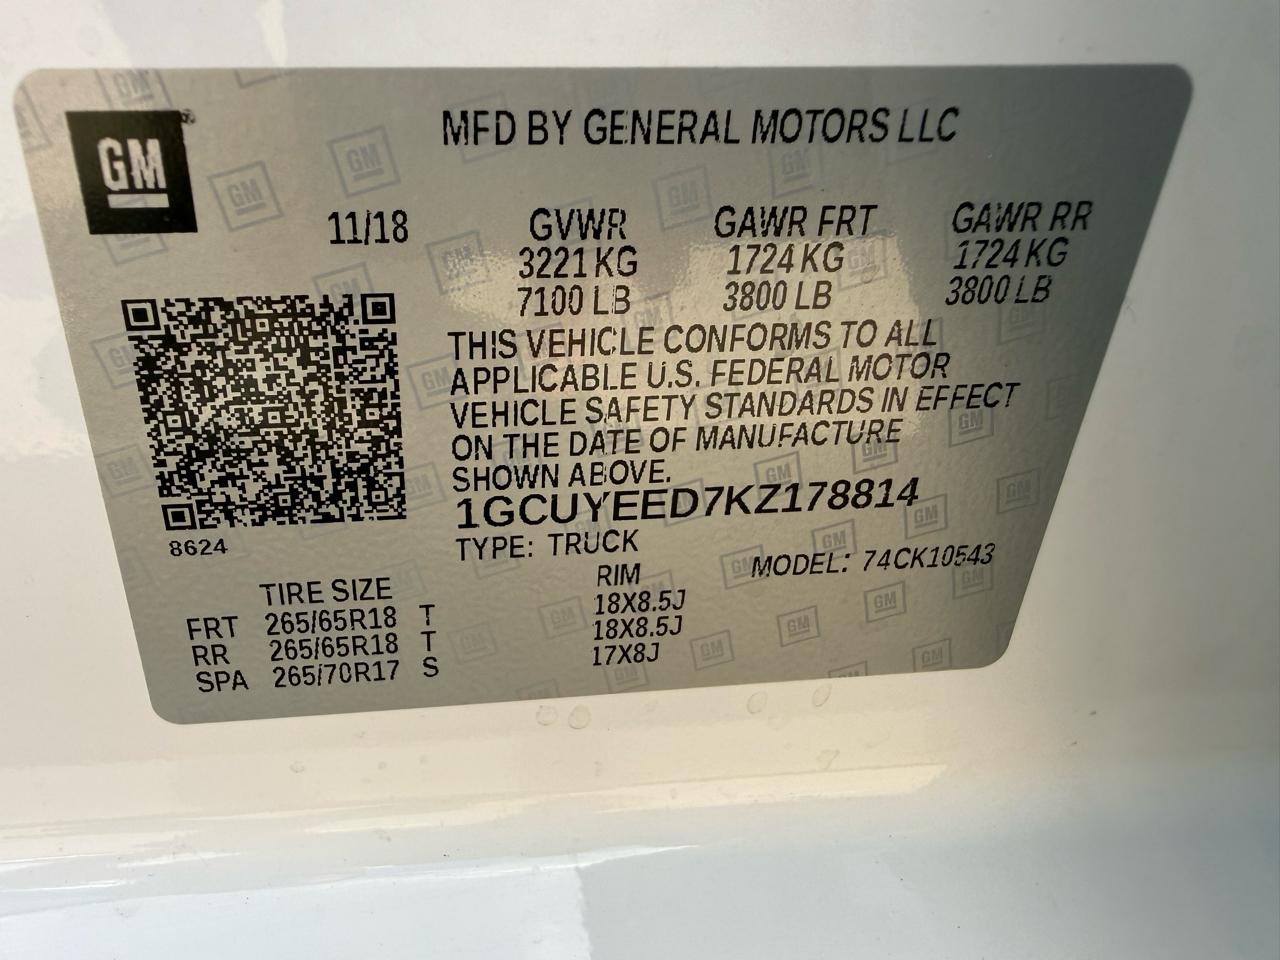 GM
MFD BY GENERAL MOTORS LLC
11/18 GVWR GAWR FRT GAWR RR
3221 KG 1724 KG 1724 KG
7100 LB 3800 LB 3800 LB
THIS VEHICLE CONFORMS TO ALL
APPLICABLE U.S. FEDERAL MOTOR
VEHICLE SAFETY STANDARDS IN EFFECT
ON THE DATE OF MANUFACTURE
SHOWN ABOVE.
1GCUYEED7KZ178814
8624
TYPE: TRUCK MODEL: 74CK10543
TIRE SIZE RIM
FRT 265/65R18 T 18X8.5J
RR 265/65R18 T 18X8.5J
SPA 265/70R17 S 17X8J